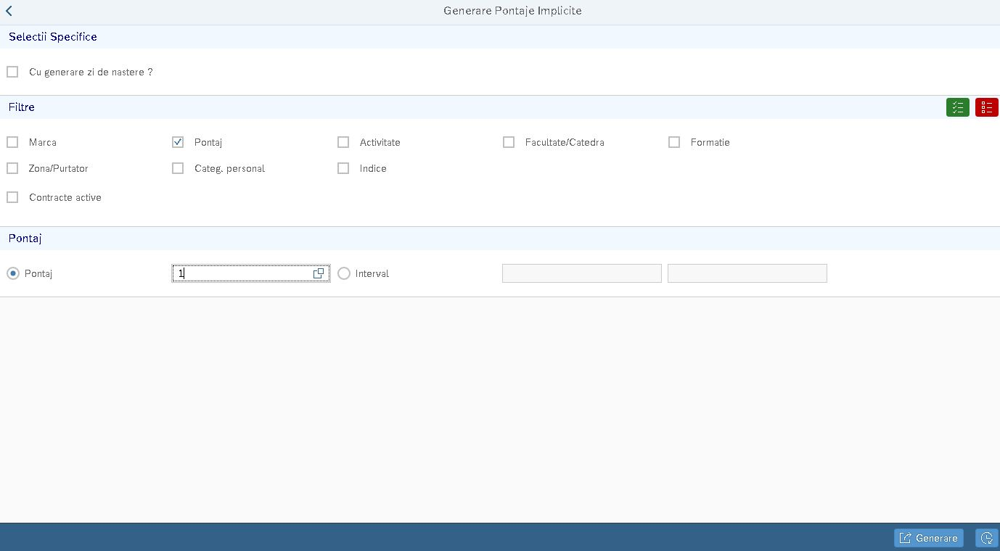 Generare Pontaje Implicite
Selectii Specifice
Cu generare zi de nastere ?
Filtre
Marca Pontaj Activitate Facultate/Catedra Formatie
Zona/Purtator Categ. personal Indice
Contracte active
Pontaj
Pontaj 1 Interval
Generare